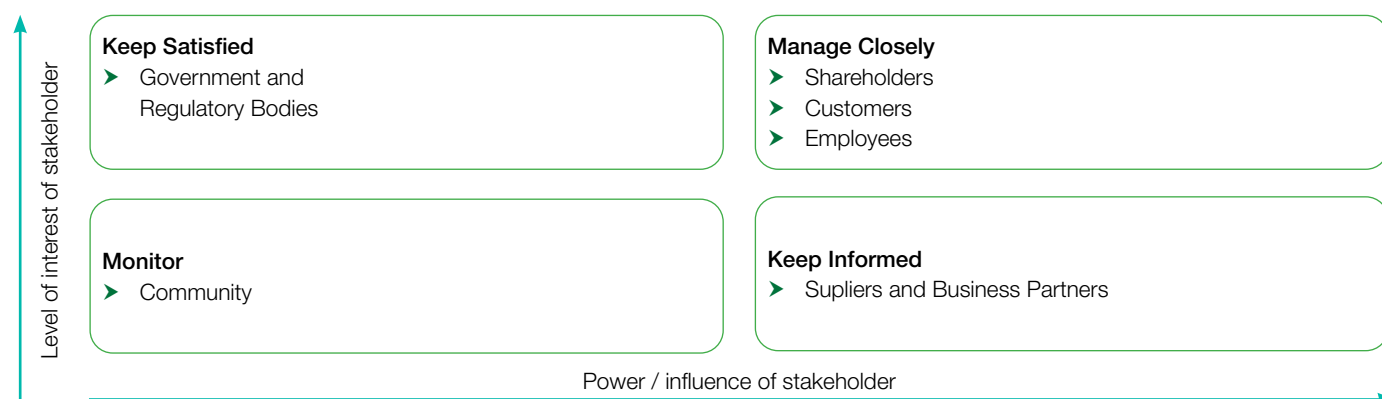 Level of interest of stakeholder
Keep Satisfied
➤ Government and
Regulatory Bodies
Manage Closely
➤ Shareholders
➤ Customers
➤ Employees
Monitor
➤ Community
Keep Informed
➤ Supliers and Business Partners
Power / influence of stakeholder